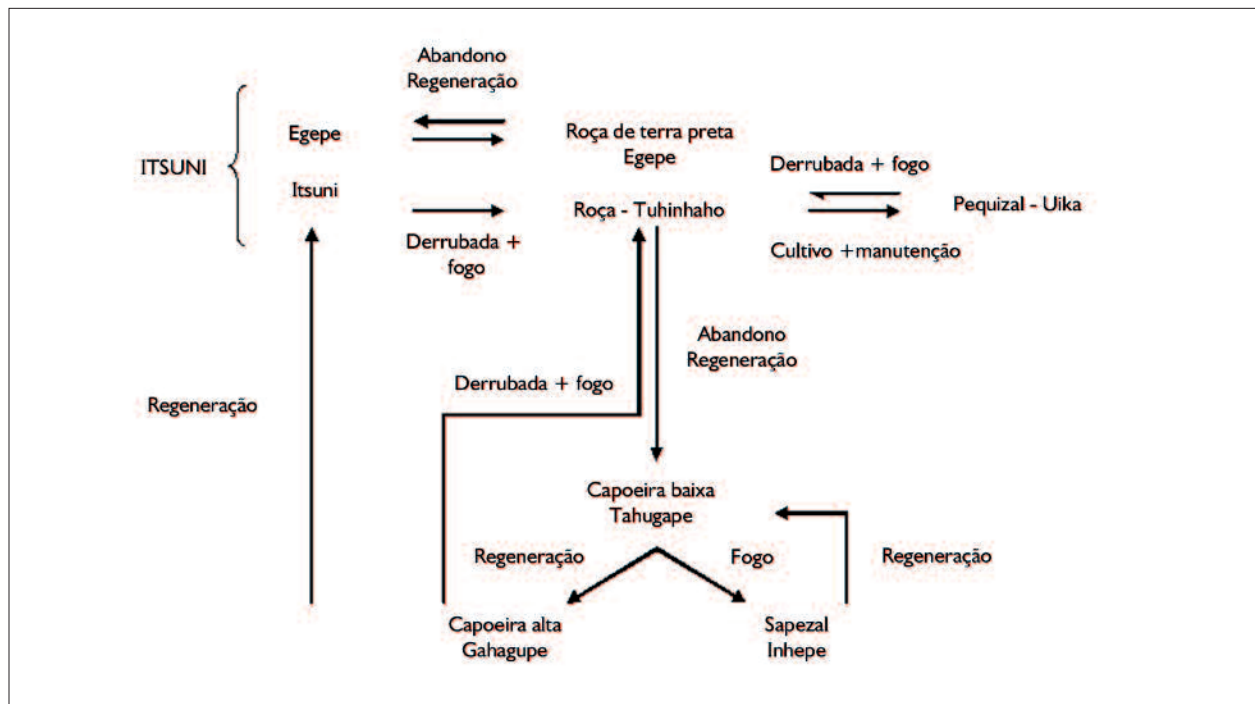 Abandono
Regeneração
ITSUNI
Egepe
Itsuni
Roça de terra preta
Egepe
Roça - Tuhinhaho
Derrubada + fogo
Pequizal - Uika
Cultivo +manutenção
Derrubada +
fogo
Abandono
Regeneração
Derrubada + fogo
Regeneração
Capoeira baixa
Tahugape
Regeneração
Fogo
Regeneração
Capoeira alta
Gahagupe
Sapezal
Inhepe